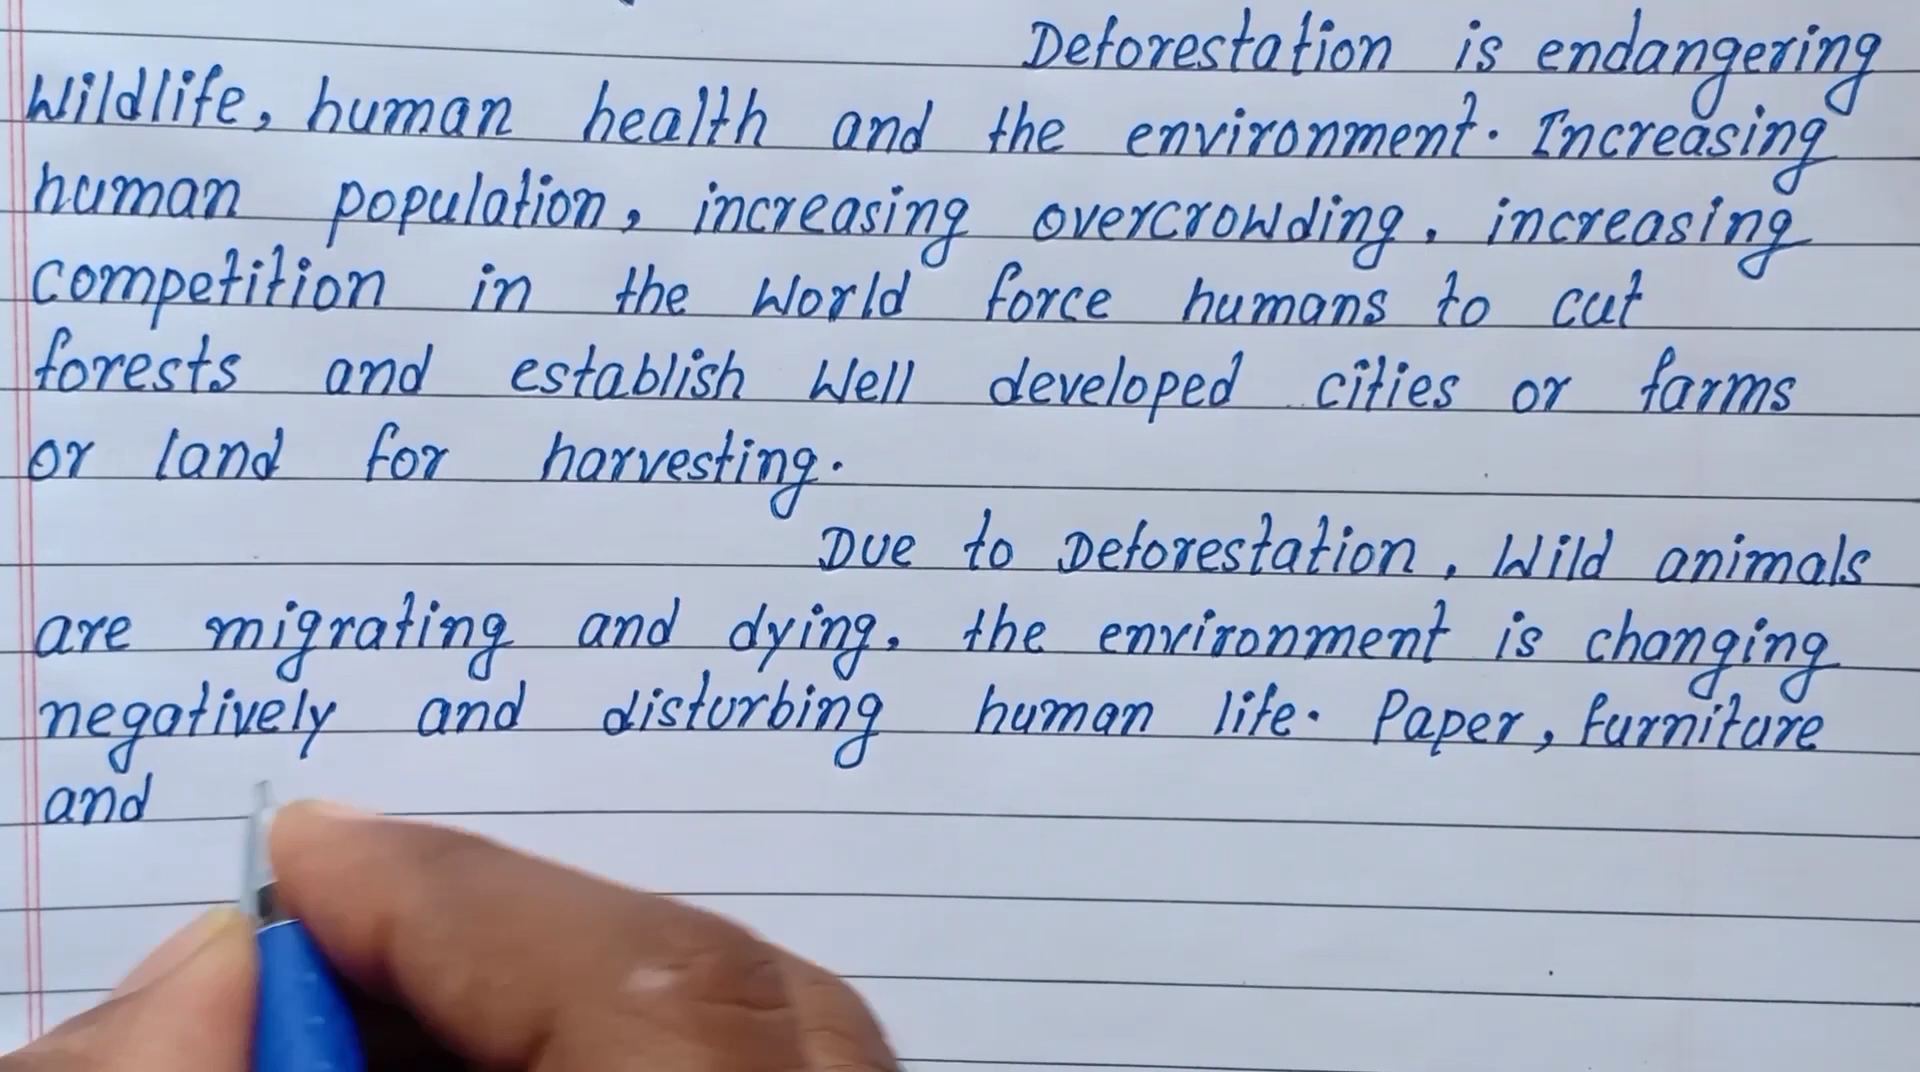 Deforestation is endangering
Wildlife, human health and the environment. Increasing
human population, increasing overcrowding, increasing
competition in the World force humans to cut
forests and establish Well developed cities or farms
or land for harvesting.
Due to Deforestation, Wild animals
are migrating and dying, the environment is changing
negatively and disturbing human life. Paper, furniture
and